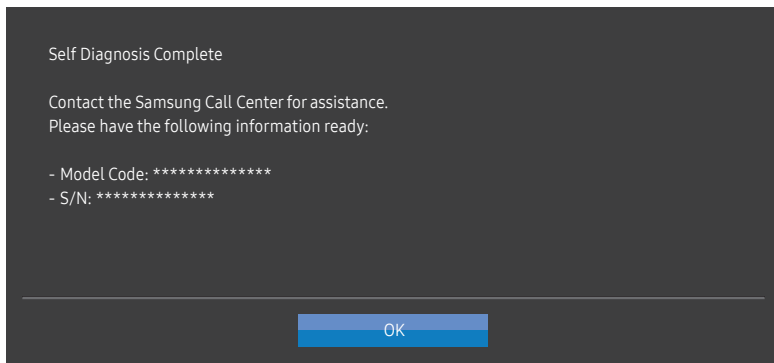 Self Diagnosis Complete
Contact the Samsung Call Center for assistance.
Please have the following information ready:
- Model Code: **************
- S/N: **************
OK